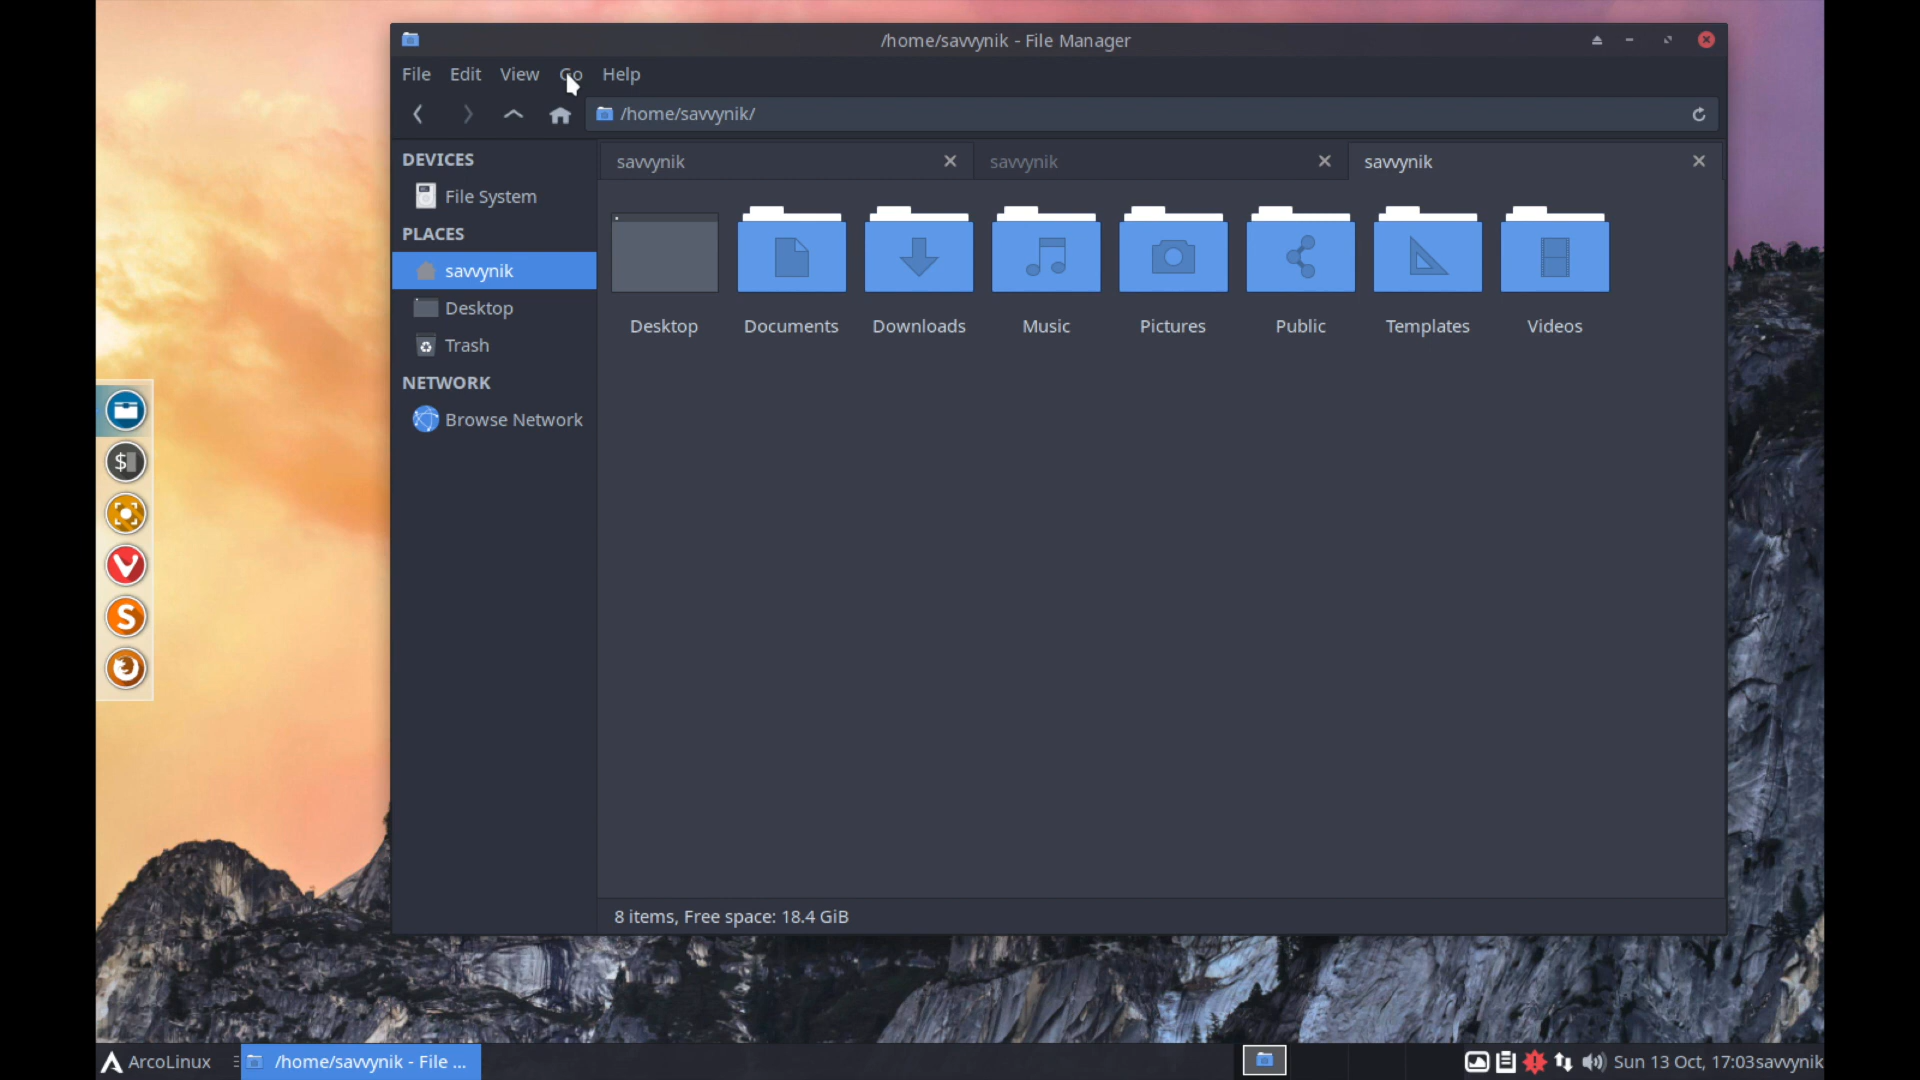 /home/savvynik - File Manager
File Edit View Go Help
/home/savvynik/
DEVICES
File System
PLACES
savvynik
Desktop
Trash
NETWORK
Browse Network
savvynik
savvynik
savvynik
Desktop
Documents
Downloads
Music
Pictures
Public
Templates
Videos
8 items, Free space: 18.4 GiB
$
S
ArcoLinux
/home/savvynik - File ...
Sun 13 Oct, 17:03
savvynik